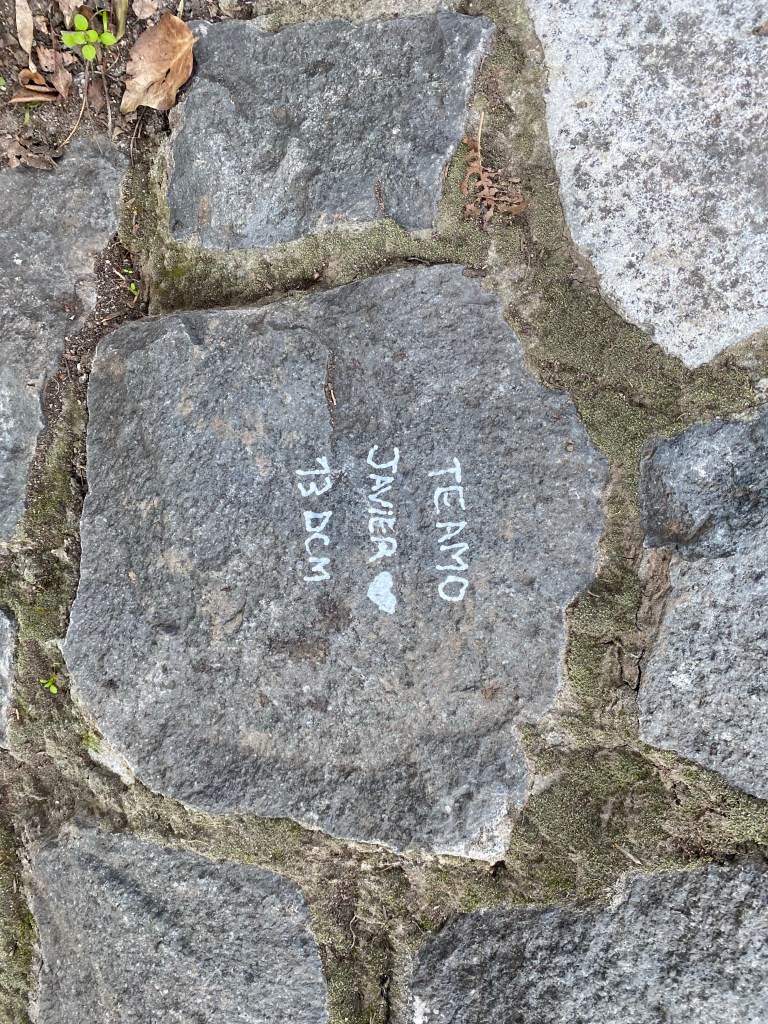 TE AMO
JAVIER ♥
13 DCM